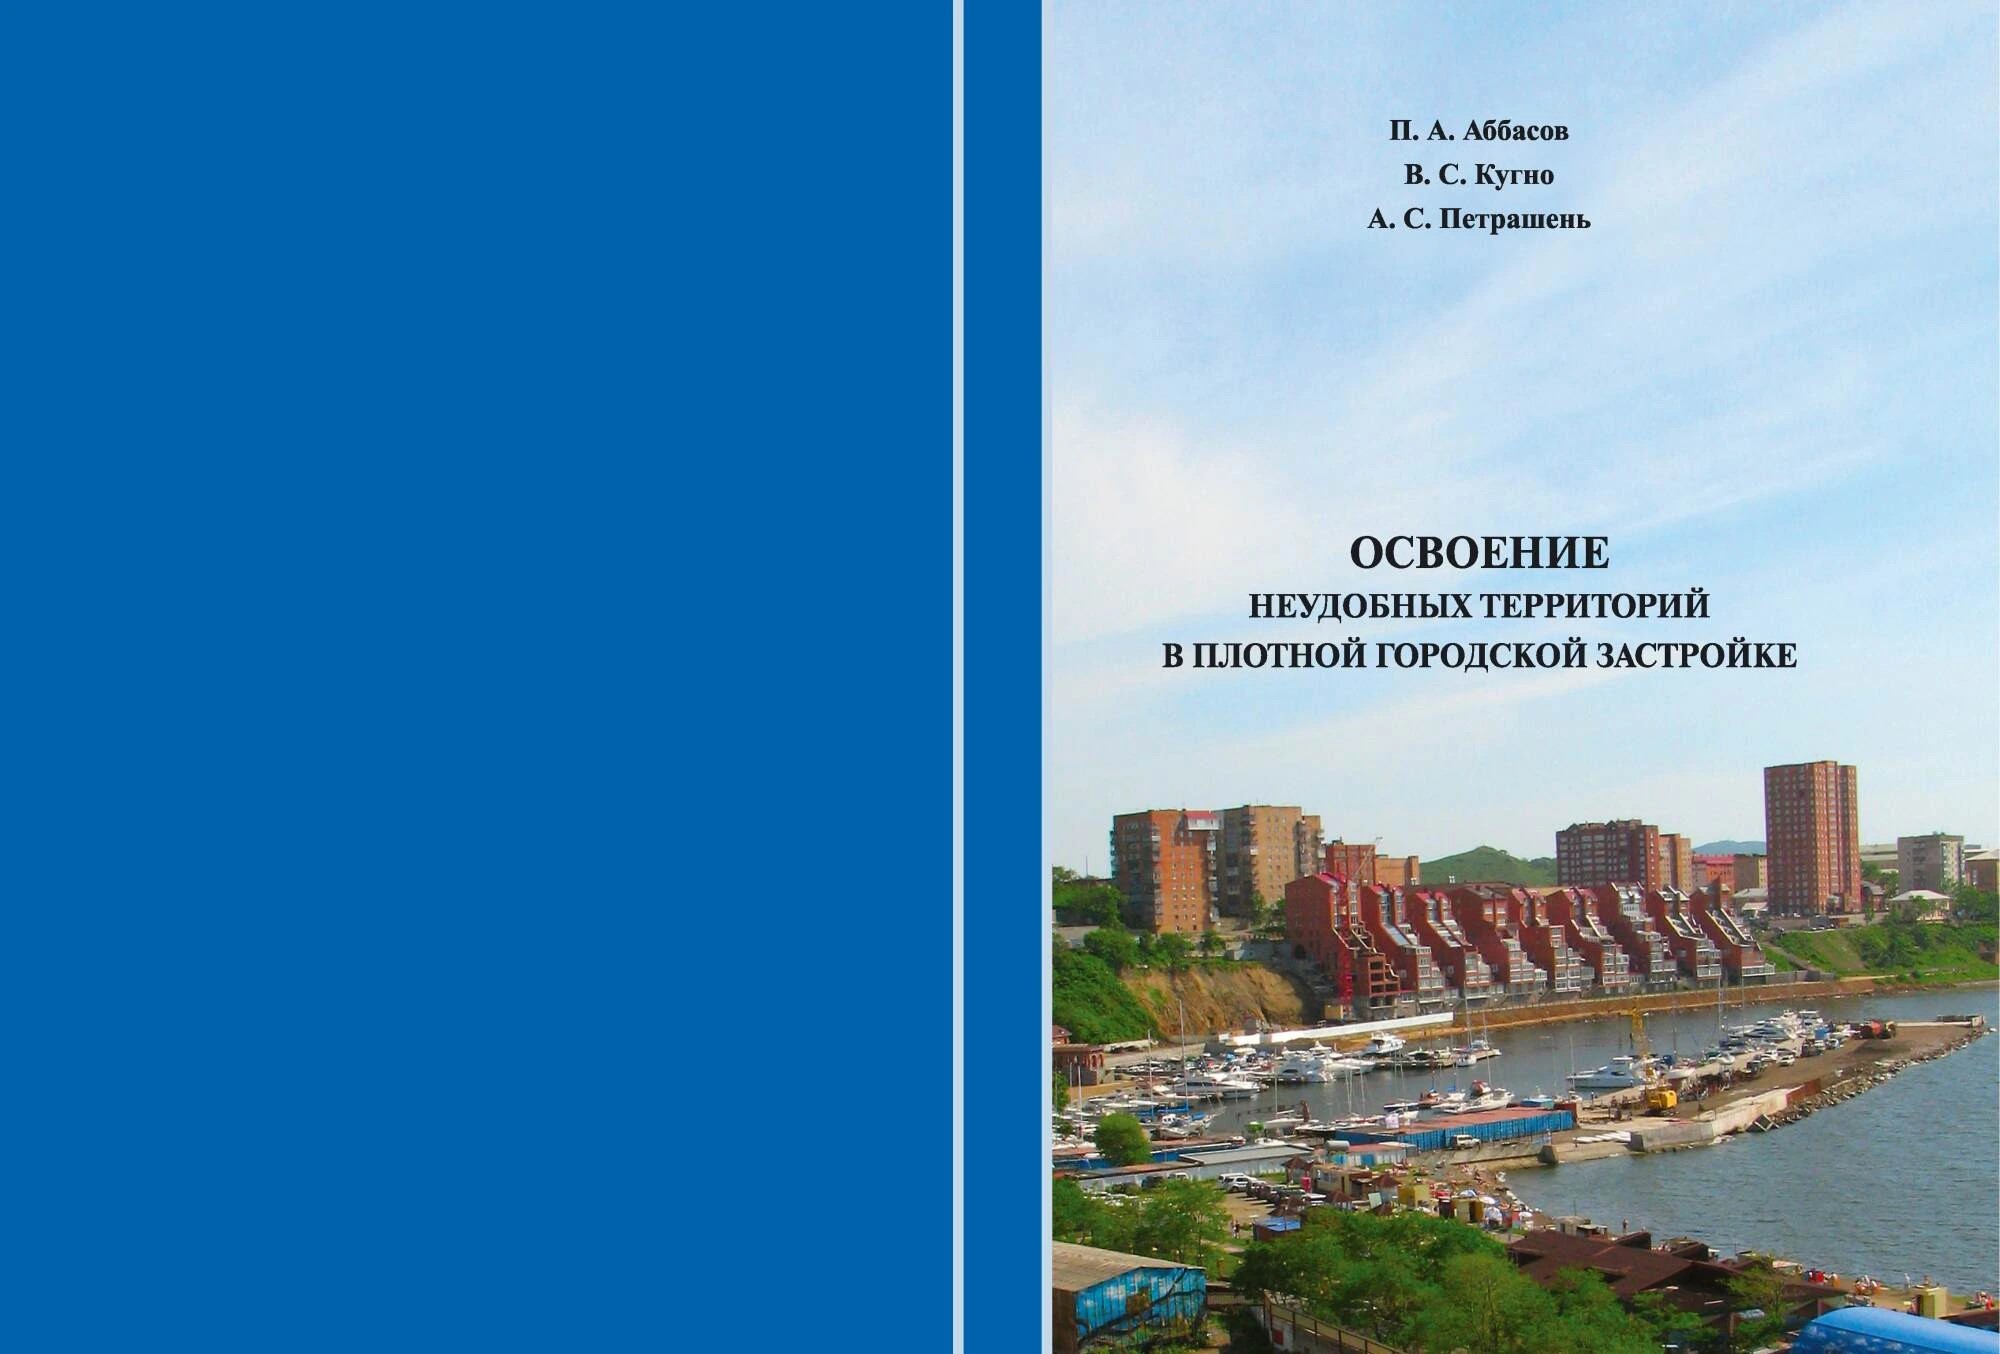 П. А. Аббасов
В. С. Кугно
А. С. Петрашень
ОСВОЕНИЕ
НЕУДОБНЫХ ТЕРРИТОРИЙ
В ПЛОТНОЙ ГОРОДСКОЙ ЗАСТРОЙКЕ